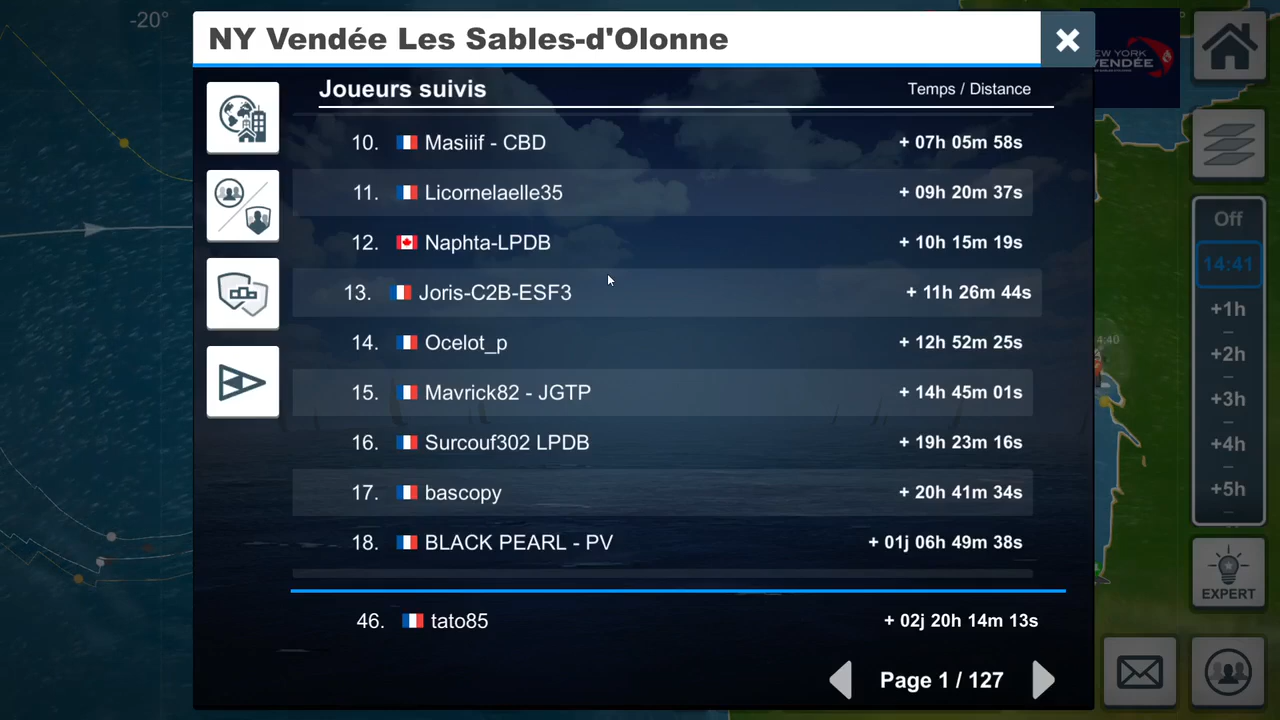 -20°
NY Vendée Les Sables-d'Olonne
NEW YORK
VENDÉE
Joueurs suivis
Temps / Distance
10. Masiiif - CBD + 07h 05m 58s
11. Licornelaelle35 + 09h 20m 37s
12. Naphta-LPDB + 10h 15m 19s
13. Joris-C2B-ESF3 + 11h 26m 44s
14. Ocelot_p + 12h 52m 25s
15. Mavrick82 - JGTP + 14h 45m 01s
16. Surcouf302 LPDB + 19h 23m 16s
17. bascopy + 20h 41m 34s
18. BLACK PEARL - PV + 01j 06h 49m 38s
46. tato85 + 02j 20h 14m 13s
Page 1 / 127
Off
14:41
+1h
+2h
+3h
+4h
+5h
EXPERT